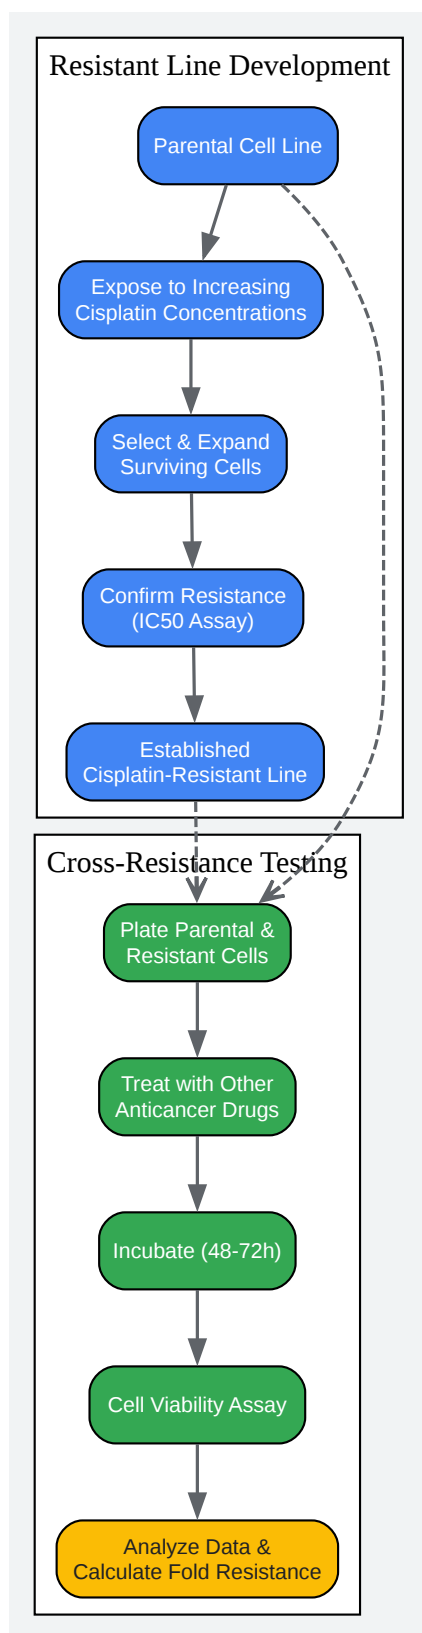 Resistant Line Development
Parental Cell Line
Expose to Increasing
Cisplatin Concentrations
Select & Expand
Surviving Cells
Confirm Resistance
(IC50 Assay)
Established
Cisplatin-Resistant Line
Cross-Resistance Testing
Plate Parental &
Resistant Cells
Treat with Other
Anticancer Drugs
Incubate (48-72h)
Cell Viability Assay
Analyze Data &
Calculate Fold Resistance